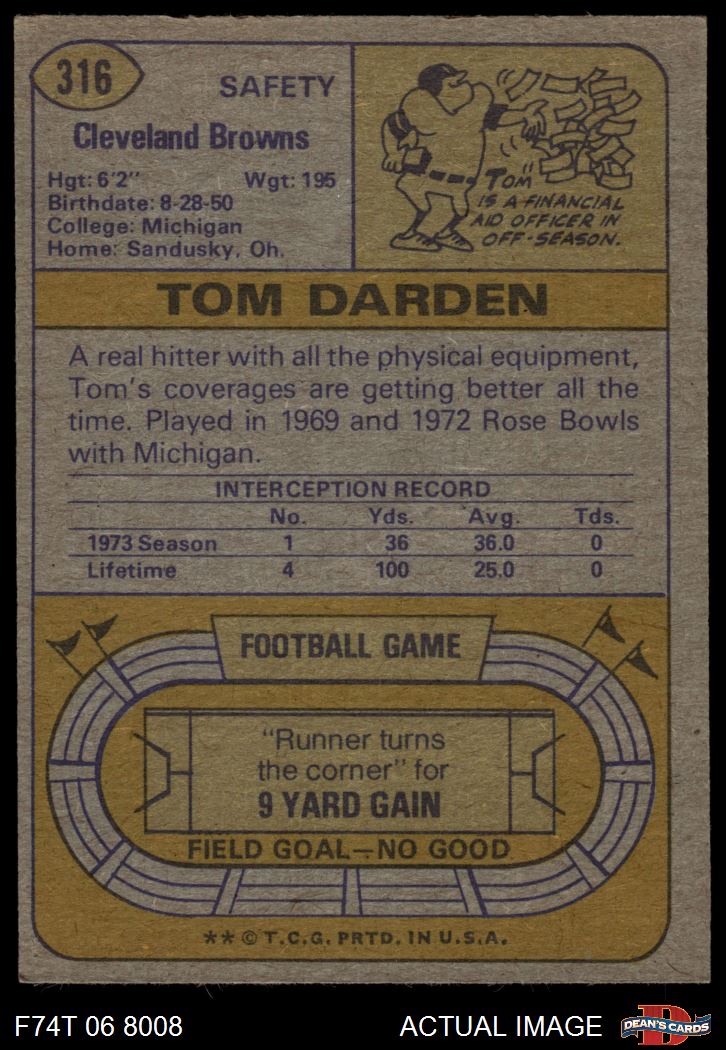 316
SAFETY
Cleveland Browns
Hgt: 6'2" Wgt: 195
Birthdate: 8-28-50
College: Michigan
Home: Sandusky, Oh.
TOM
IS A FINANCIAL
AID OFFICER IN
OFF-SEASON.
TOM DARDEN
A real hitter with all the physical equipment,
Tom's coverages are getting better all the
time. Played in 1969 and 1972 Rose Bowls
with Michigan.
INTERCEPTION RECORD
No. Yds. Avg. Tds.
1973 Season 1 36 36.0 0
Lifetime 4 100 25.0 0
FOOTBALL GAME
"Runner turns
the corner" for
9 YARD GAIN
FIELD GOAL—NO GOOD
** © T.C.G. PRTD. IN U.S.A.
F74T 06 8008 ACTUAL IMAGE
D
DEAN'S CARDS